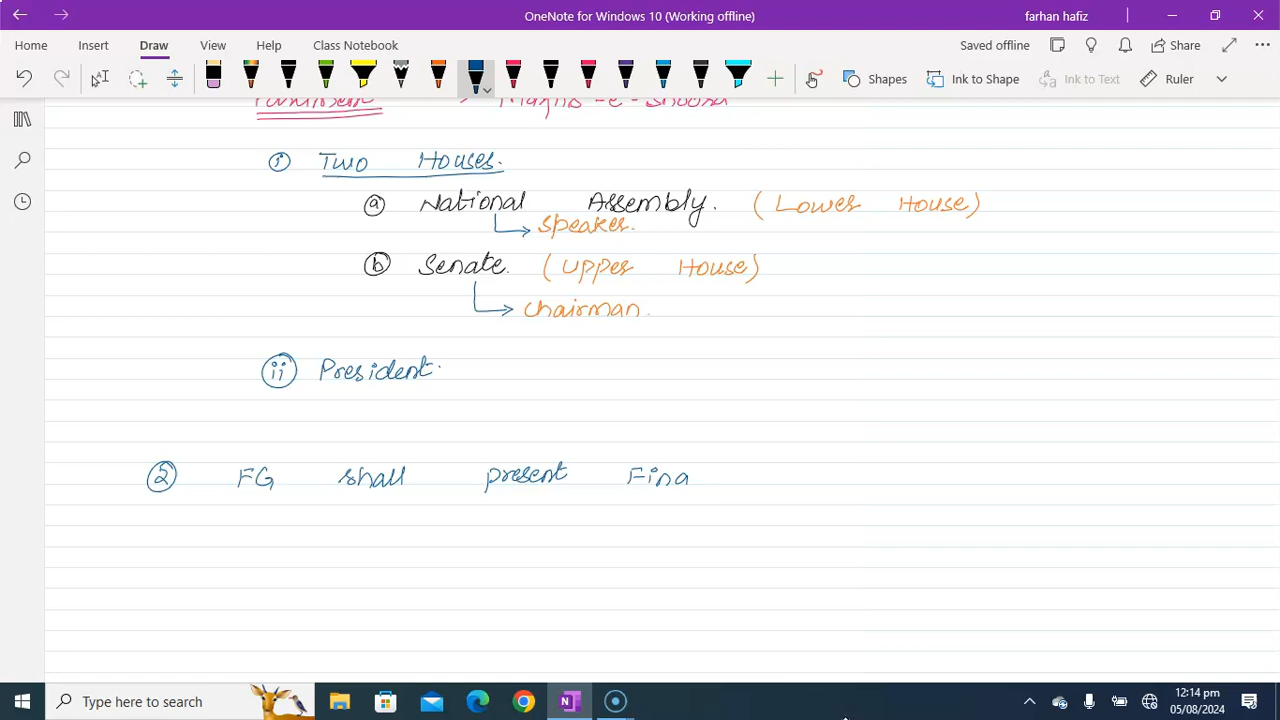 OneNote for Windows 10 (Working offline)
farhan hafiz
Home Insert Draw View Help Class Notebook
Saved offline
Share
Shapes
Ink to Shape
Ink to Text
Ruler
Parliament → Majlis-e-Shoora
i Two Houses.
a National Assembly. (Lower House)
Speaker.
b Senate. (Upper House)
Chairman.
ii President.
2 FG shall present Fina
Type here to search
12:14 pm
05/08/2024